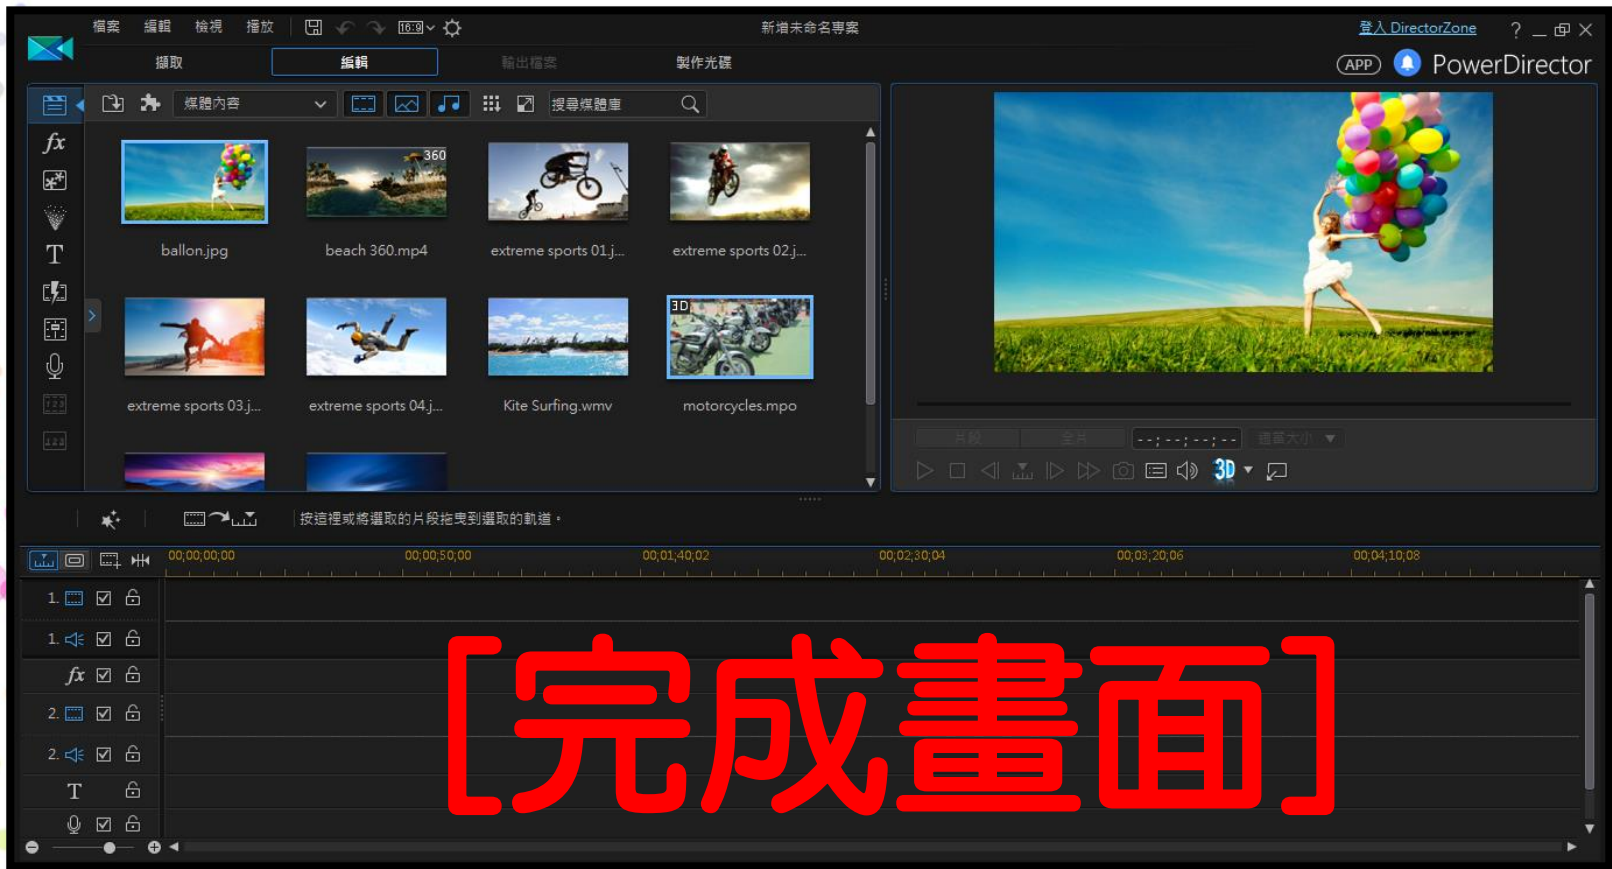 檔案 編輯 檢視 播放 16:9 新增未命名專案 登入 DirectorZone ?
擷取 編輯 輸出檔案 製作光碟 APP PowerDirector
媒體內容 搜尋媒體庫
fx
T
360
ballon.jpg beach 360.mp4 extreme sports 01.j... extreme sports 02.j...
3D
extreme sports 03.j... extreme sports 04.j... Kite Surfing.wmv motorcycles.mpo
片段 全片 --;--;--;-- 適當大小
3D
按這裡或將選取的片段拖曳到選取的軌道。
00;00;00;00 00;00;50;00 00;01;40;02 00;02;30;04 00;03;20;06 00;04;10;08
1.
1.
fx
2.
2.
T
[完成畫面]